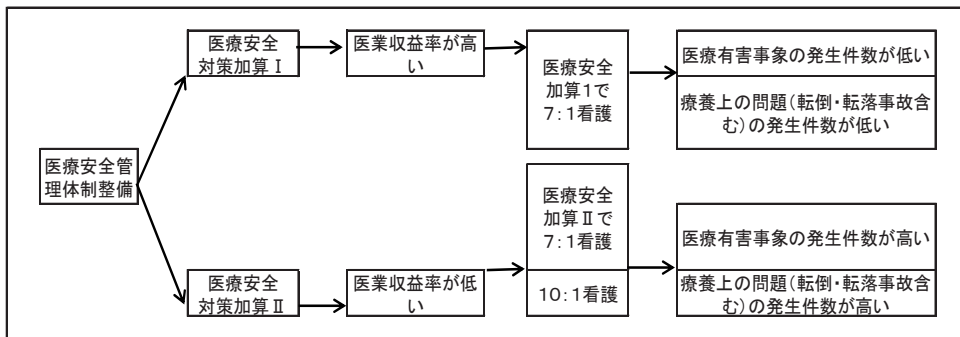 医療安全管
理体制整備
医療安全
対策加算Ⅰ
医業収益率が高
い
医療安全
加算1で
7:1看護
医療有害事象の発生件数が低い
療養上の問題(転倒・転落事故含
む)の発生件数が低い
医療安全
対策加算Ⅱ
医業収益率が低
い
医療安全
加算Ⅱで
7:1看護
10:1看護
医療有害事象の発生件数が高い
療養上の問題(転倒・転落事故含
む)の発生件数が高い